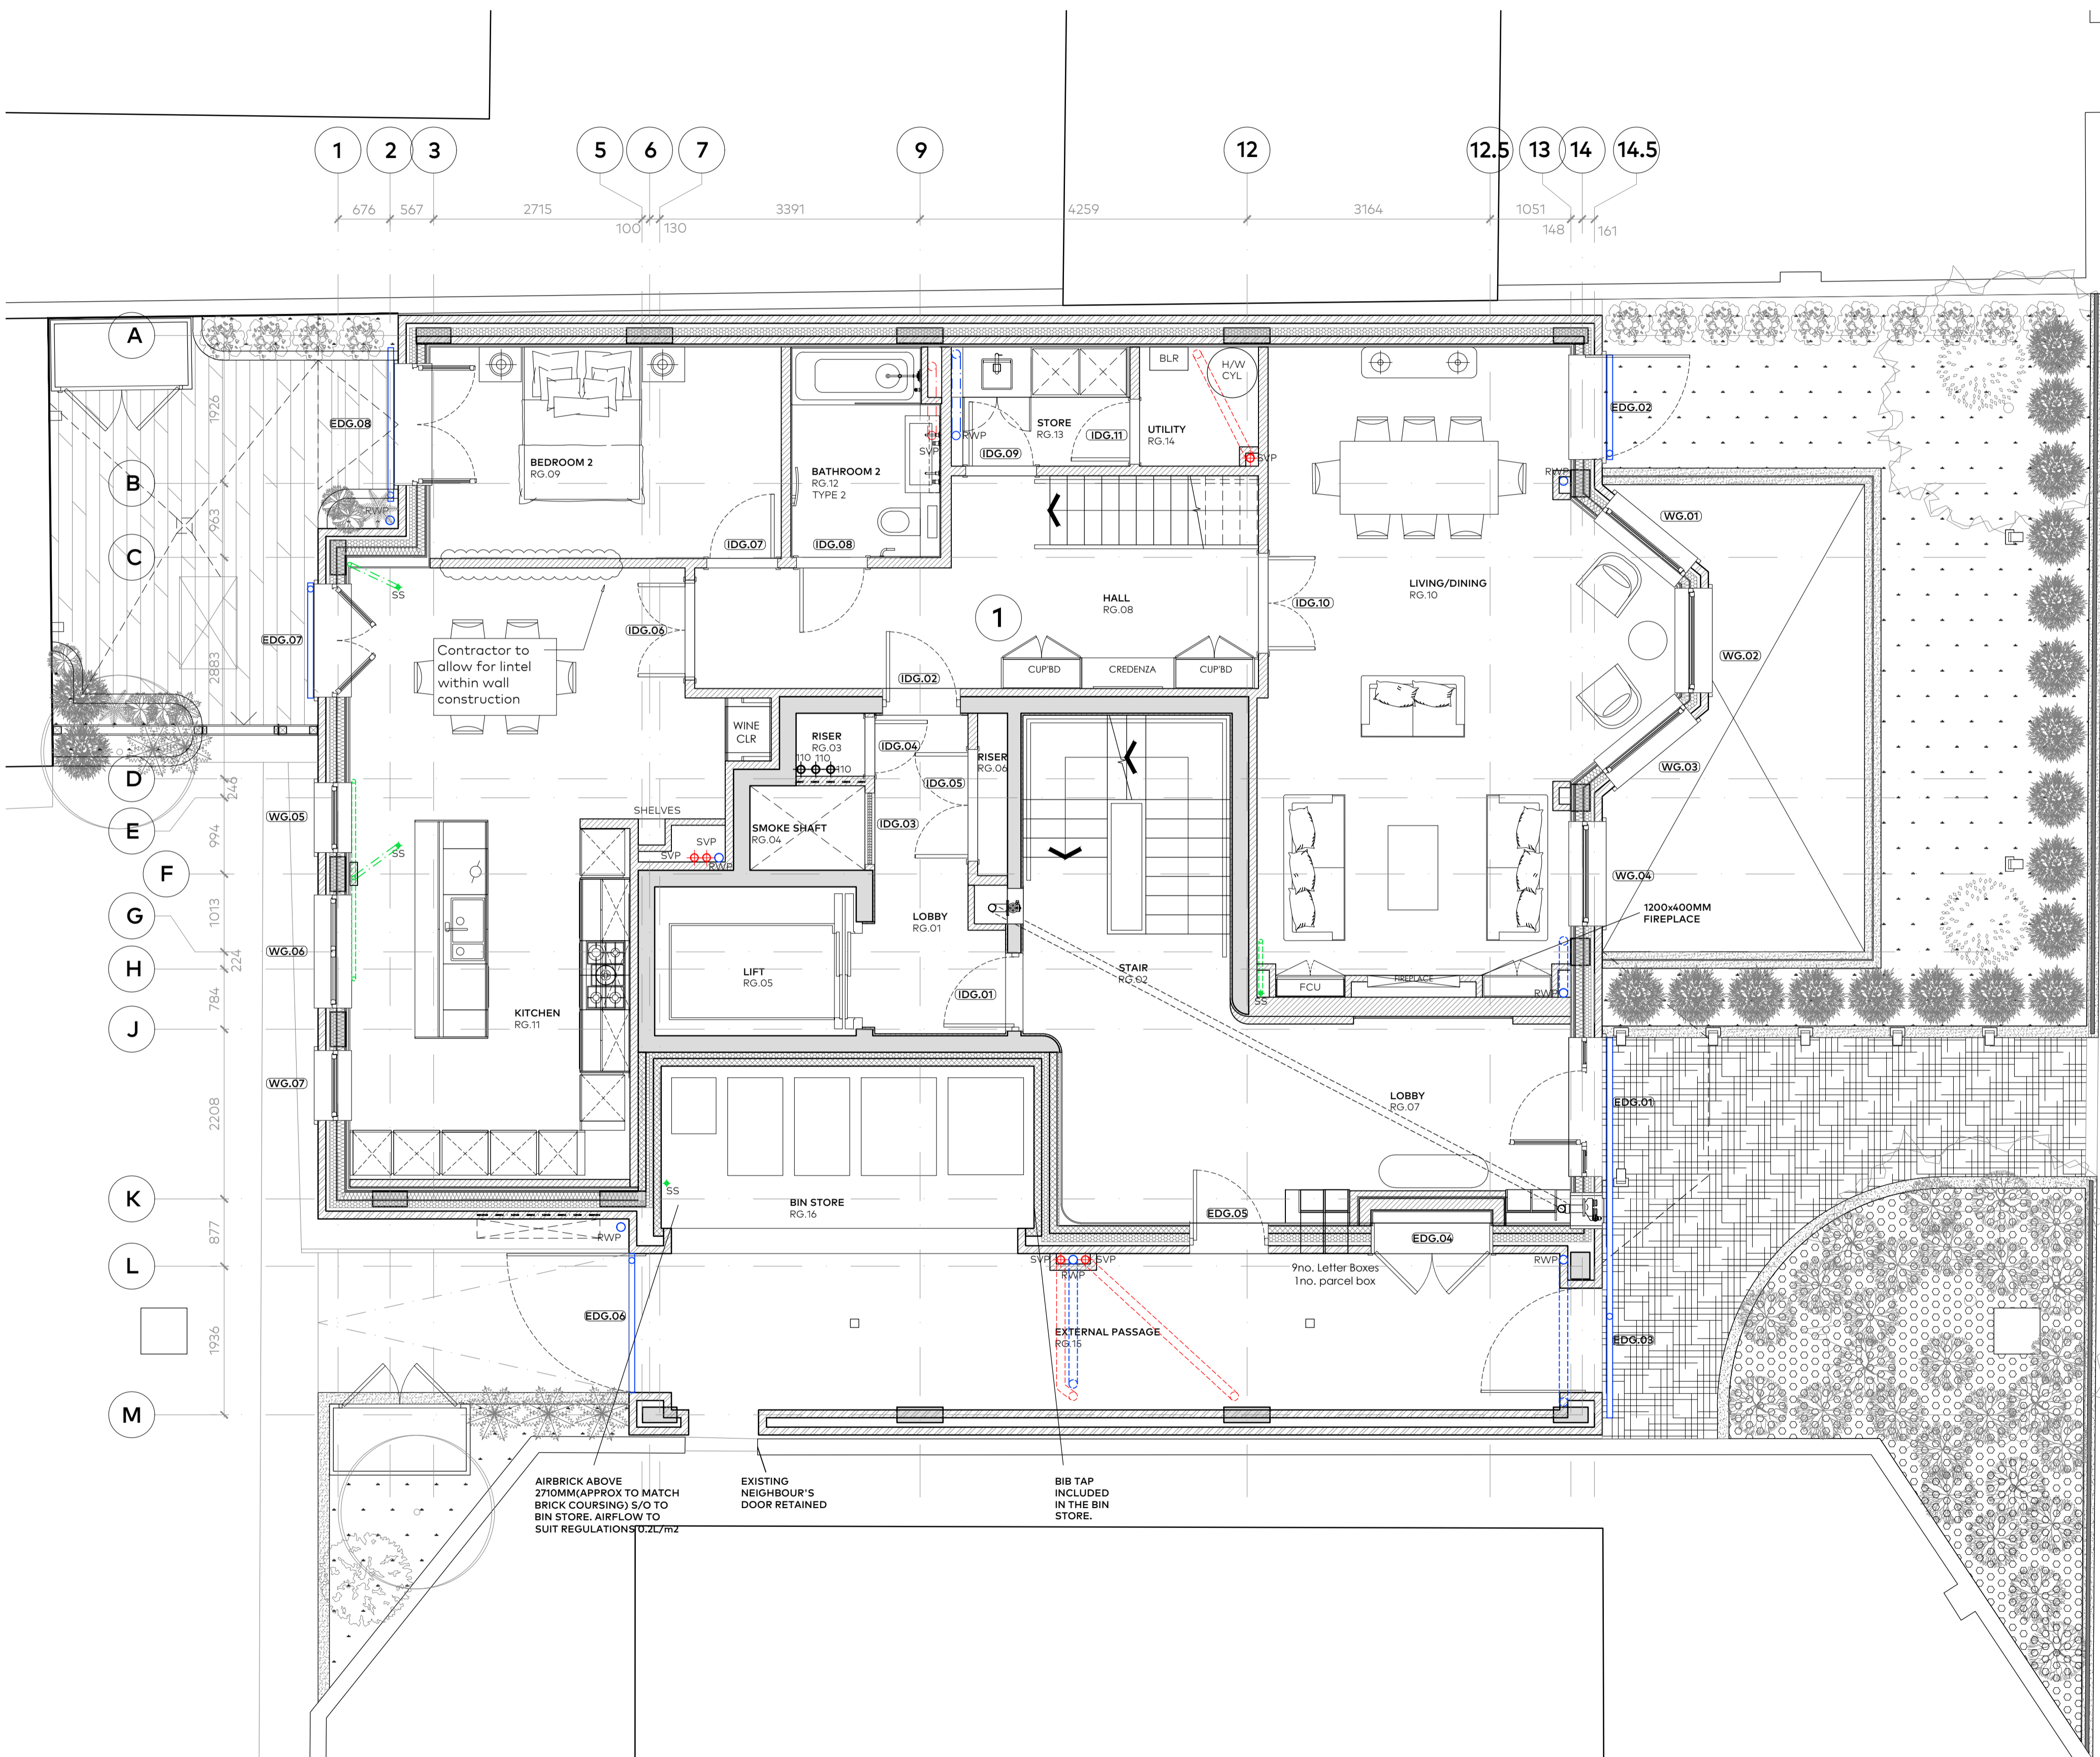 1
2
3
5
6
7
9
12
12.5
13
14
14.5
676
567
2715
100
130
3391
4259
3164
1051
148
161
A
B
C
D
E
F
G
H
J
K
L
M
1926
963
2883
246
994
1013
224
784
2208
877
1936
EDG.08
RWP
BEDROOM 2
RG.09
IDG.07
BATHROOM 2
RG.12
TYPE 2
IDG.08
SVP
RWP
IDG.09
STORE
RG.13
IDG.11
BLR
UTILITY
RG.14
H/W
CYL
SVP
EDG.02
RWP
WG.01
WG.02
WG.03
WG.04
LIVING/DINING
RG.10
IDG.10
HALL
RG.08
1
CUP'BD
CREDENZA
CUP'BD
IDG.02
IDG.06
SS
EDG.07
Contractor to
allow for lintel
within wall
construction
WINE
CLR
RISER
RG.03
110
110
110
IDG.04
RISER
RG.06
IDG.05
IDG.03
SHELVES
SMOKE SHAFT
RG.04
SVP
SVP
RWP
WG.05
SS
WG.06
WG.07
LOBBY
RG.01
LIFT
RG.05
IDG.01
STAIR
RG.02
KITCHEN
RG.11
1200x400MM
FIREPLACE
FCU
FIREPLACE
SS
RWP
LOBBY
RG.07
EDG.01
BIN STORE
RG.16
SS
EDG.05
EDG.04
RWP
SVP
SVP
RWP
9no. Letter Boxes
1no. parcel box
RWP
EDG.06
EXTERNAL PASSAGE
RG.15
EDG.03
AIRBRICK ABOVE
2710MM(APPROX TO MATCH
BRICK COURSING) S/O TO
BIN STORE. AIRFLOW TO
SUIT REGULATIONS 0.2L/m2
EXISTING
NEIGHBOUR'S
DOOR RETAINED
BIB TAP
INCLUDED
IN THE BIN
STORE.